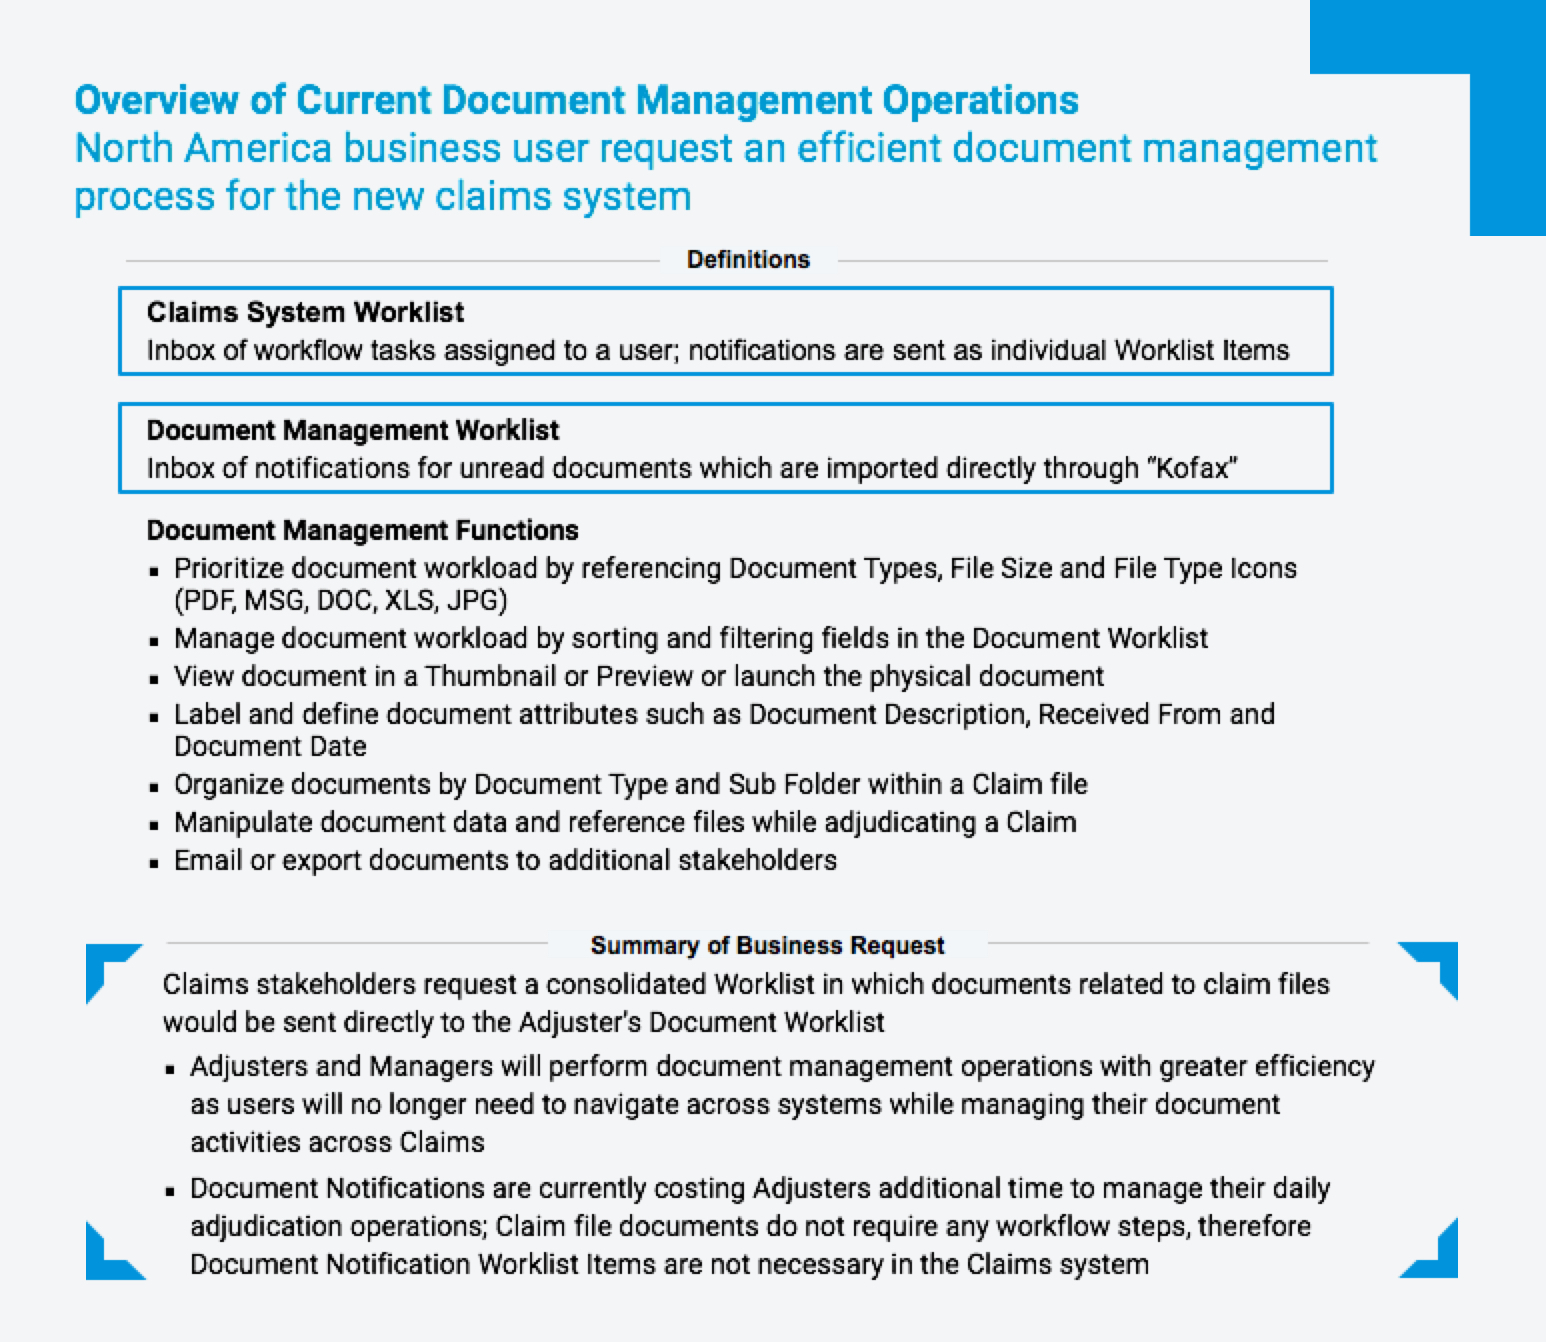 Overview of Current Document Management Operations
North America business user request an efficient document management
process for the new claims system
Definitions
Claims System Worklist
Inbox of workflow tasks assigned to a user; notifications are sent as individual Worklist Items
Document Management Worklist
Inbox of notifications for unread documents which are imported directly through “Kofax”
Document Management Functions
▪ Prioritize document workload by referencing Document Types, File Size and File Type Icons
(PDF, MSG, DOC, XLS, JPG)
▪ Manage document workload by sorting and filtering fields in the Document Worklist
▪ View document in a Thumbnail or Preview or launch the physical document
▪ Label and define document attributes such as Document Description, Received From and
Document Date
▪ Organize documents by Document Type and Sub Folder within a Claim file
▪ Manipulate document data and reference files while adjudicating a Claim
▪ Email or export documents to additional stakeholders
Summary of Business Request
Claims stakeholders request a consolidated Worklist in which documents related to claim files
would be sent directly to the Adjuster’s Document Worklist
▪ Adjusters and Managers will perform document management operations with greater efficiency
as users will no longer need to navigate across systems while managing their document
activities across Claims
▪ Document Notifications are currently costing Adjusters additional time to manage their daily
adjudication operations; Claim file documents do not require any workflow steps, therefore
Document Notification Worklist Items are not necessary in the Claims system